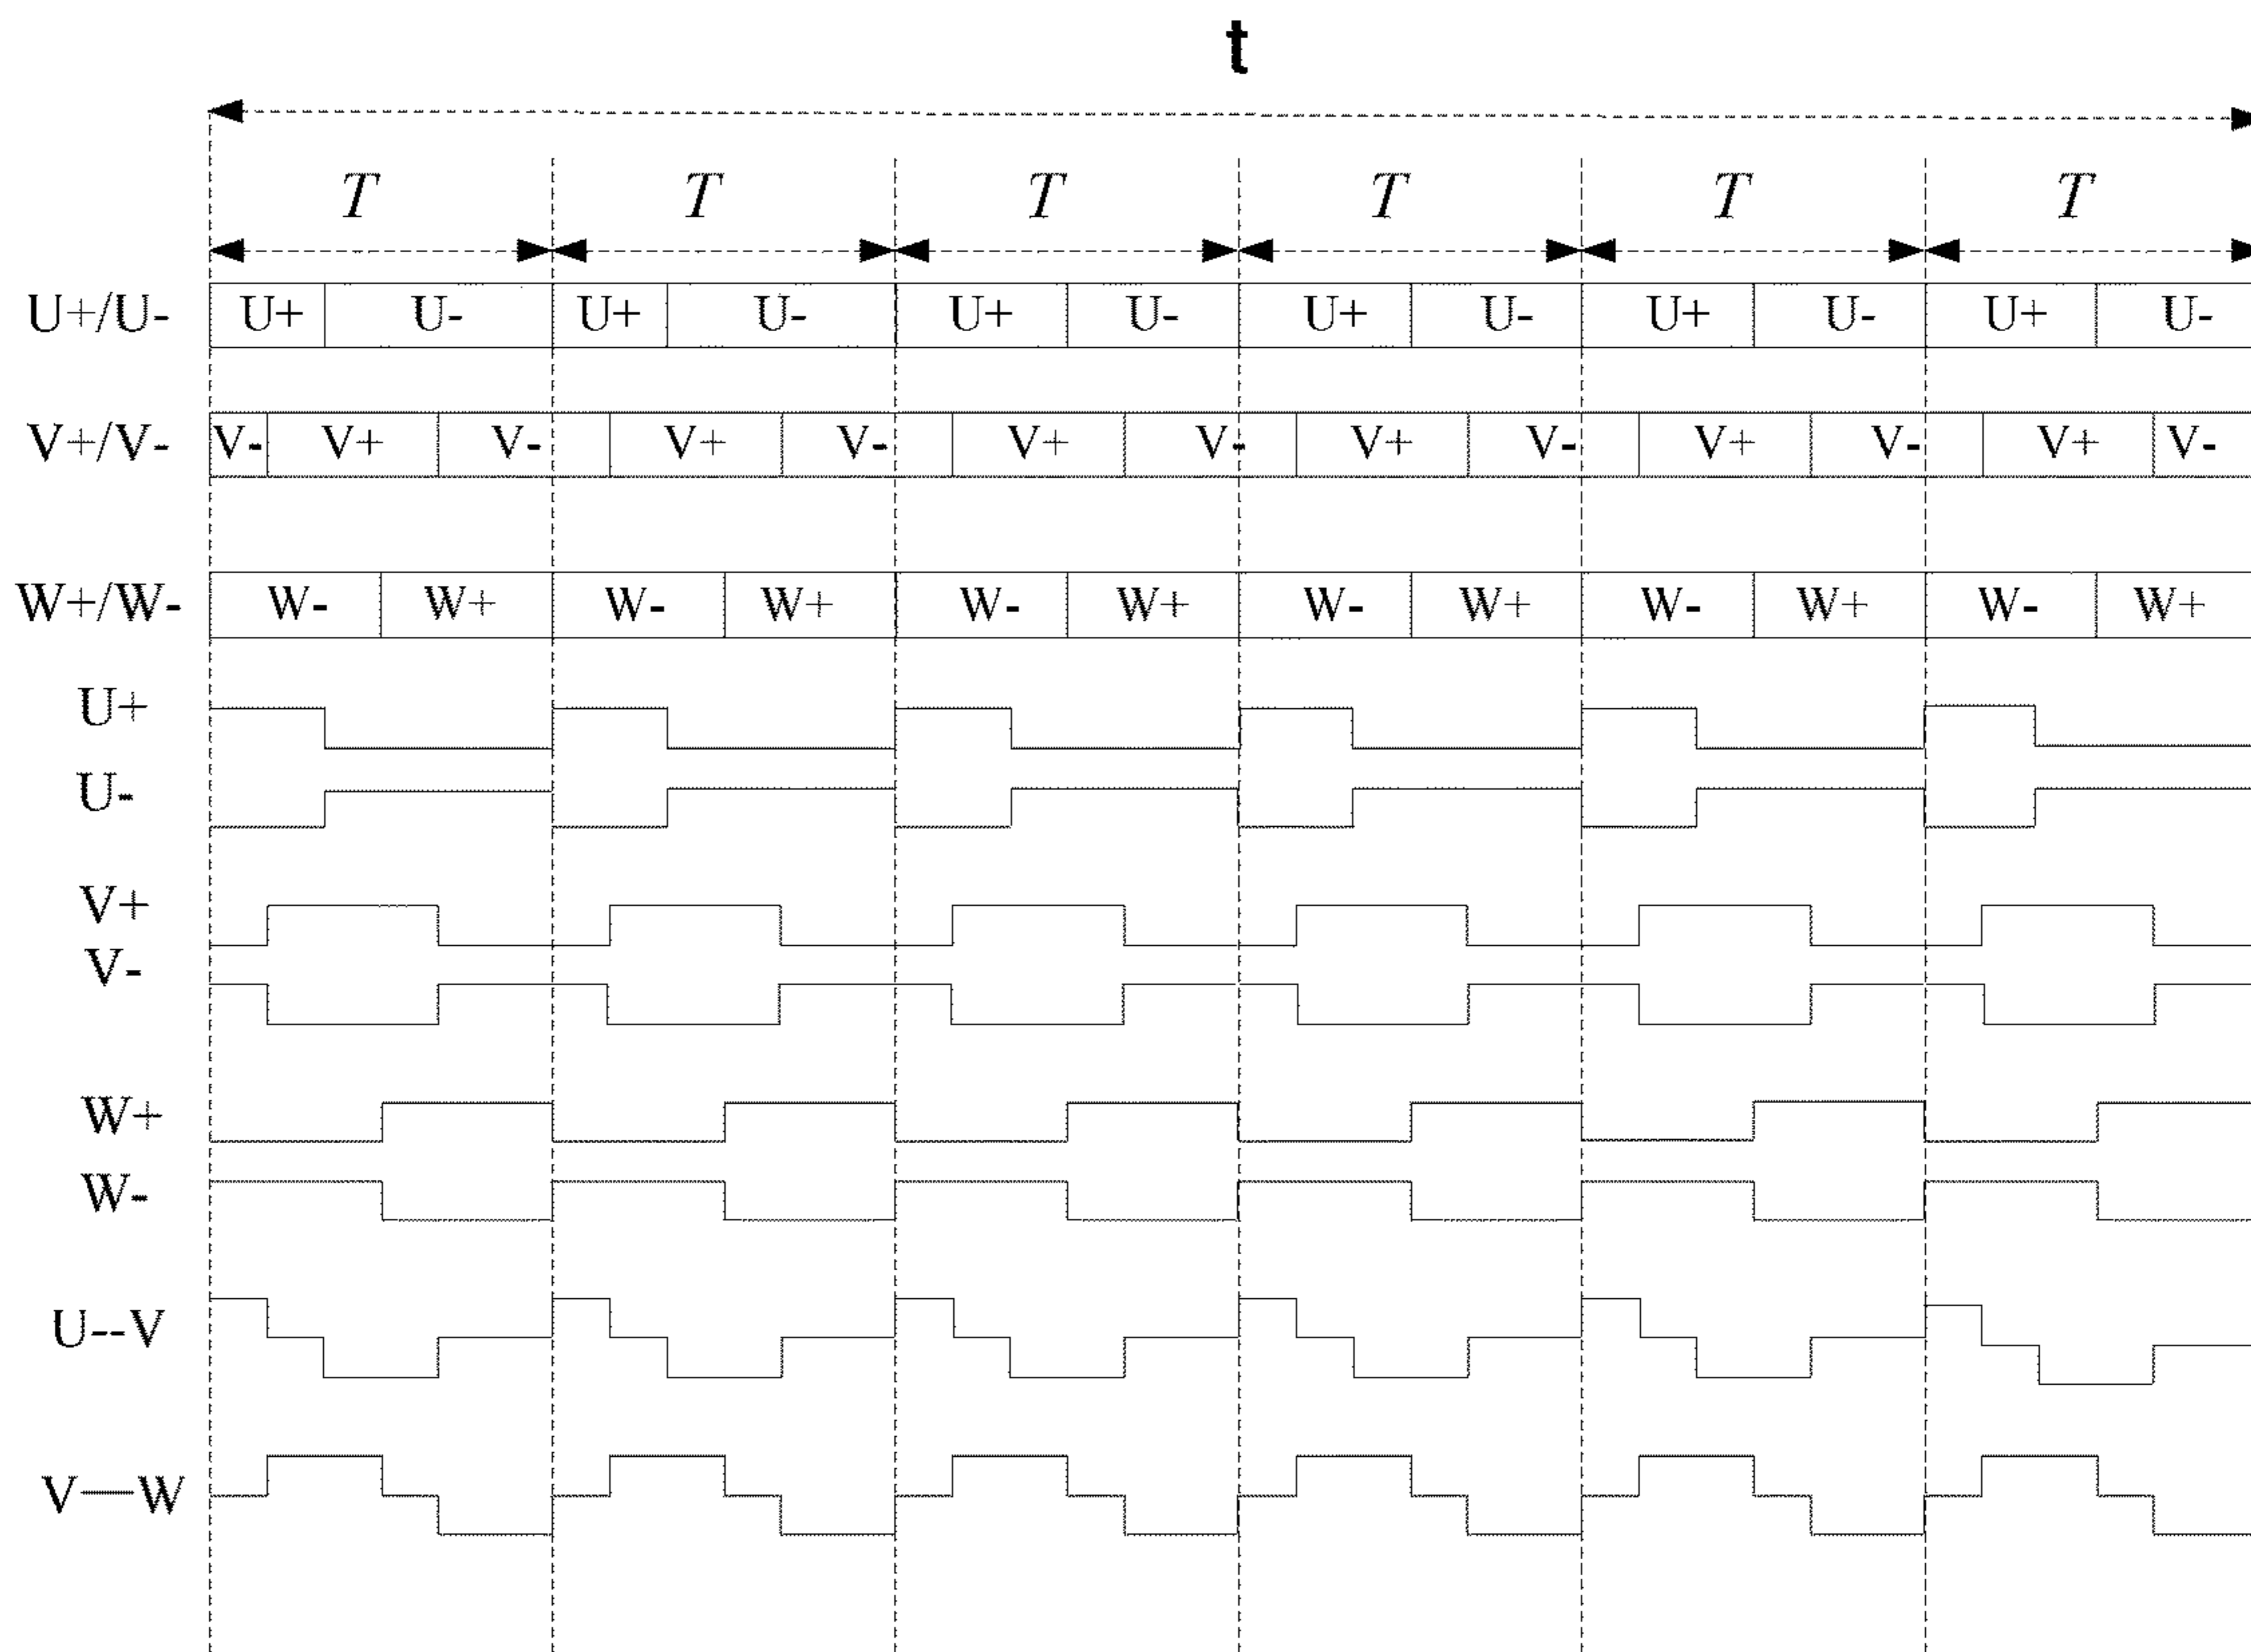 t
T T T T T T
U+/U- U+ U- U+ U- U+ U- U+ U- U+ U- U+ U-
V+/V- V- V+ V- V+ V- V+ V- V+ V- V+ V- V+ V-
W+/W- W- W+ W- W+ W- W+ W- W+ W- W+ W- W+
U+
U-
V+
V-
W+
W-
U--V
V—W